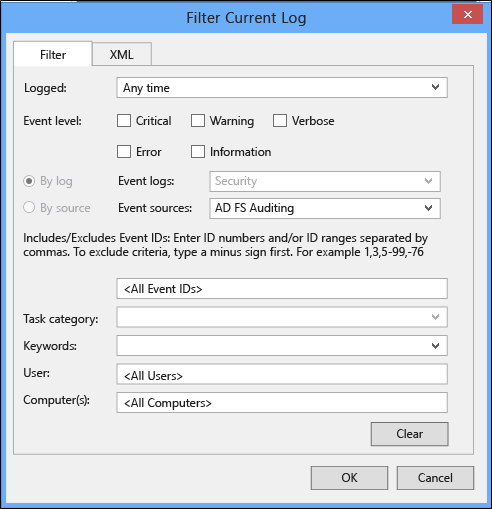 Filter Current Log
Filter XML
Logged: Any time
Event level: Critical Warning Verbose
Error Information
By log Event logs: Security
By source Event sources: AD FS Auditing
Includes/Excludes Event IDs: Enter ID numbers and/or ID ranges separated by
commas. To exclude criteria, type a minus sign first. For example 1,3,5-99,-76
<All Event IDs>
Task category:
Keywords:
User: <All Users>
Computer(s): <All Computers>
Clear
OK Cancel